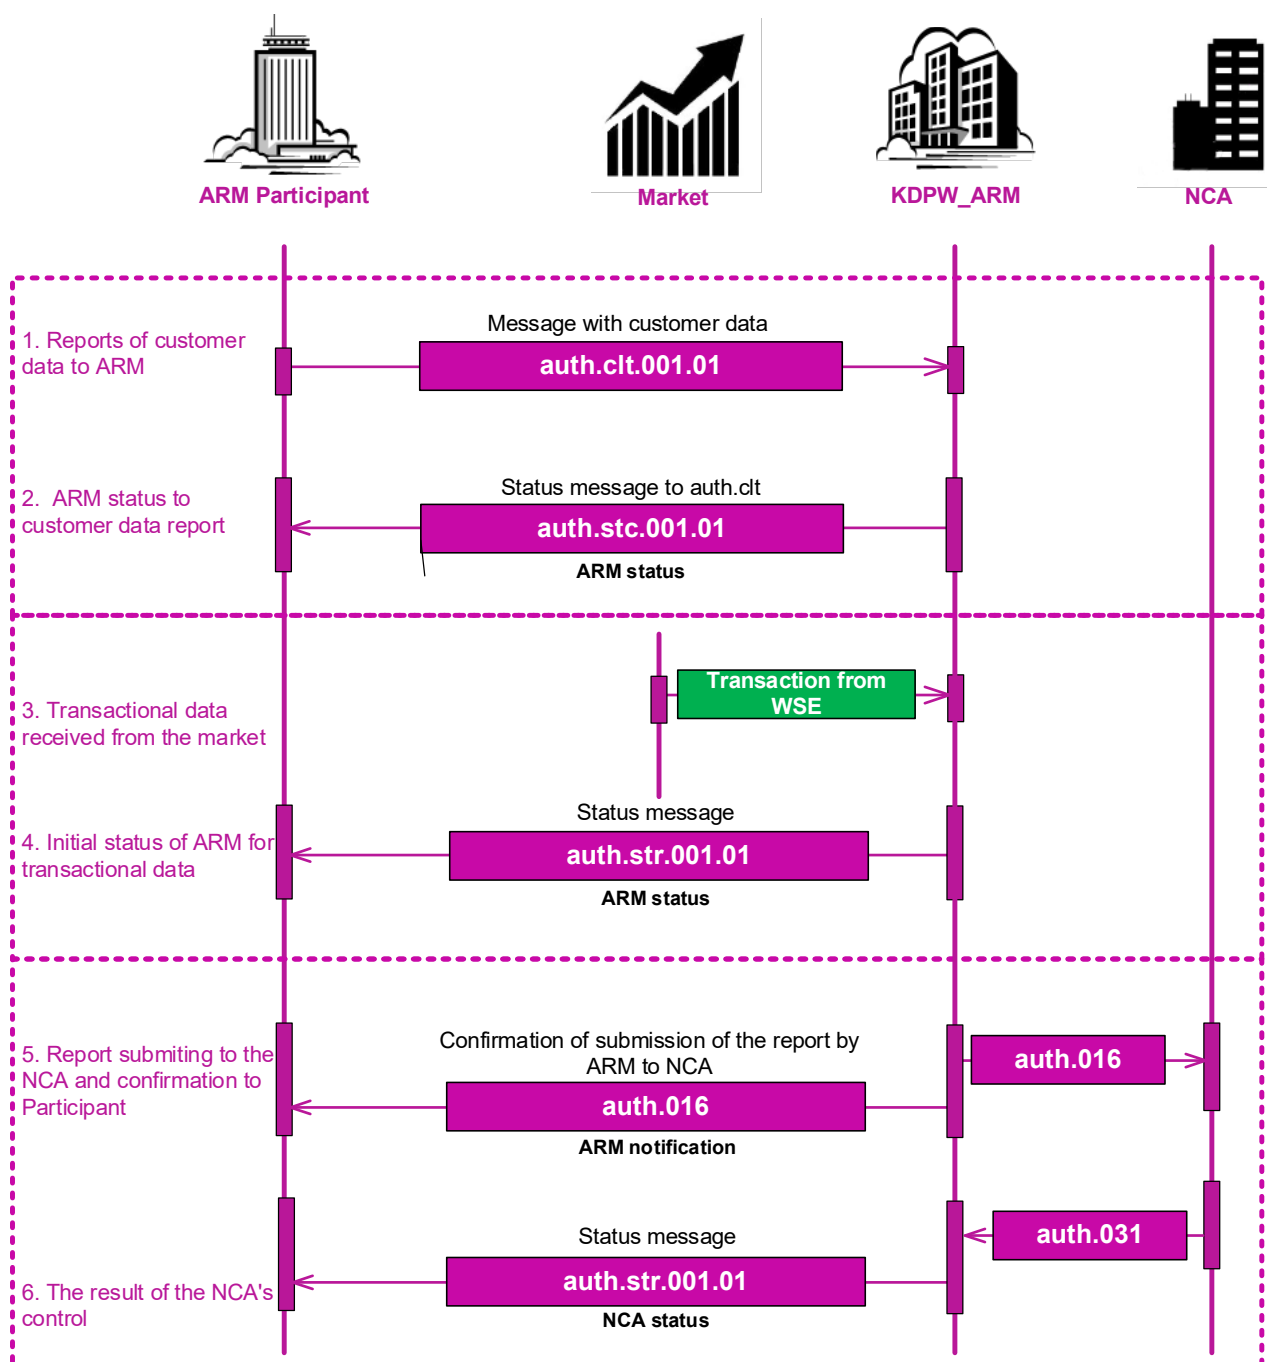 ARM Participant
Market
KDPW_ARM
NCA
1. Reports of customer
data to ARM
Message with customer data
auth.clt.001.01
2.  ARM status to
customer data report
Status message to auth.clt
auth.stc.001.01
ARM status
3. Transactional data
received from the market
Transaction from
WSE
4. Initial status of ARM for
transactional data
Status message
auth.str.001.01
ARM status
5. Report submiting to the
NCA and confirmation to
Participant
Confirmation of submission of the report by
ARM to NCA
auth.016
ARM notification
auth.016
6. The result of the NCA's
control
Status message
auth.str.001.01
NCA status
auth.031